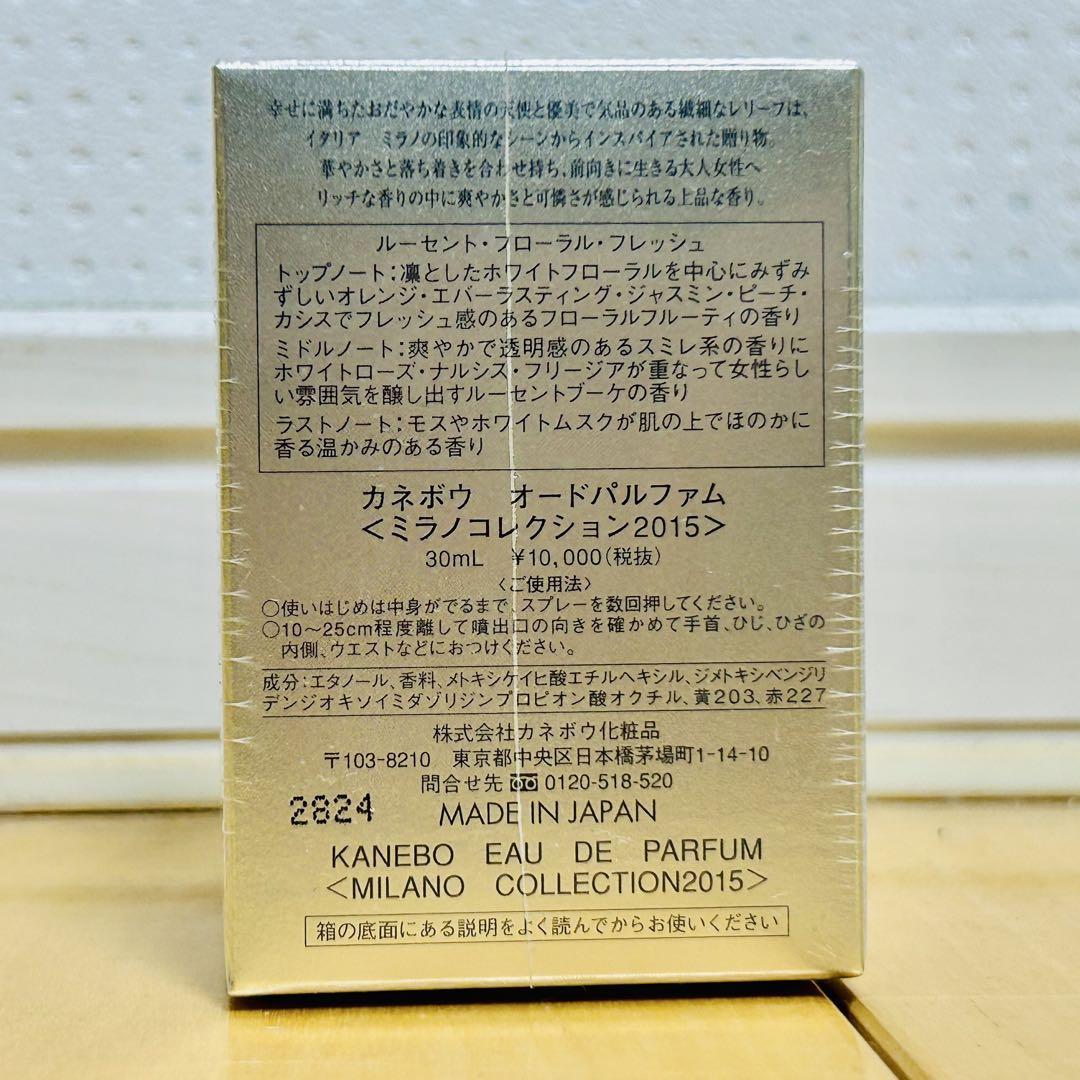 幸せに満ちたおだやかな表情の天使と優美で気品のある繊細なレリーフは、
イタリア　ミラノの印象的なシーンからインスパイアされた贈り物。
華やかさと落ち着きを合わせ持ち、前向きに生きる大人女性へ
リッチな香りの中に爽やかさと可憐さが感じられる上品な香り。
ルーセント・フローラル・フレッシュ
トップノート:凛としたホワイトフローラルを中心にみずみ
ずしいオレンジ・エバーラスティング・ジャスミン・ピーチ・
カシスでフレッシュ感のあるフローラルフルーティの香り
ミドルノート:爽やかで透明感のあるスミレ系の香りに
ホワイトローズ・ナルシス・フリージアが重なって女性らし
い雰囲気を醸し出すルーセントブーケの香り
ラストノート:モスやホワイトムスクが肌の上でほのかに
香る温かみのある香り
カネボウ　オードパルファム
<ミラノコレクション2015>
30mL　¥10,000(税抜)
〈ご使用法〉
○使いはじめは中身がでるまで、スプレーを数回押してください。
○10〜25cm程度離して噴出口の向きを確かめて手首、ひじ、ひざの
内側、ウエストなどにおつけください。
成分:エタノール、香料、メトキシケイヒ酸エチルヘキシル、ジメトキシベンジリ
デンジオキソイミダゾリジンプロピオン酸オクチル、黄203、赤227
株式会社カネボウ化粧品
〒103-8210　東京都中央区日本橋茅場町1-14-10
問合せ先 0120-518-520
2824 MADE IN JAPAN
KANEBO EAU DE PARFUM
<MILANO COLLECTION2015>
箱の底面にある説明をよく読んでからお使いください